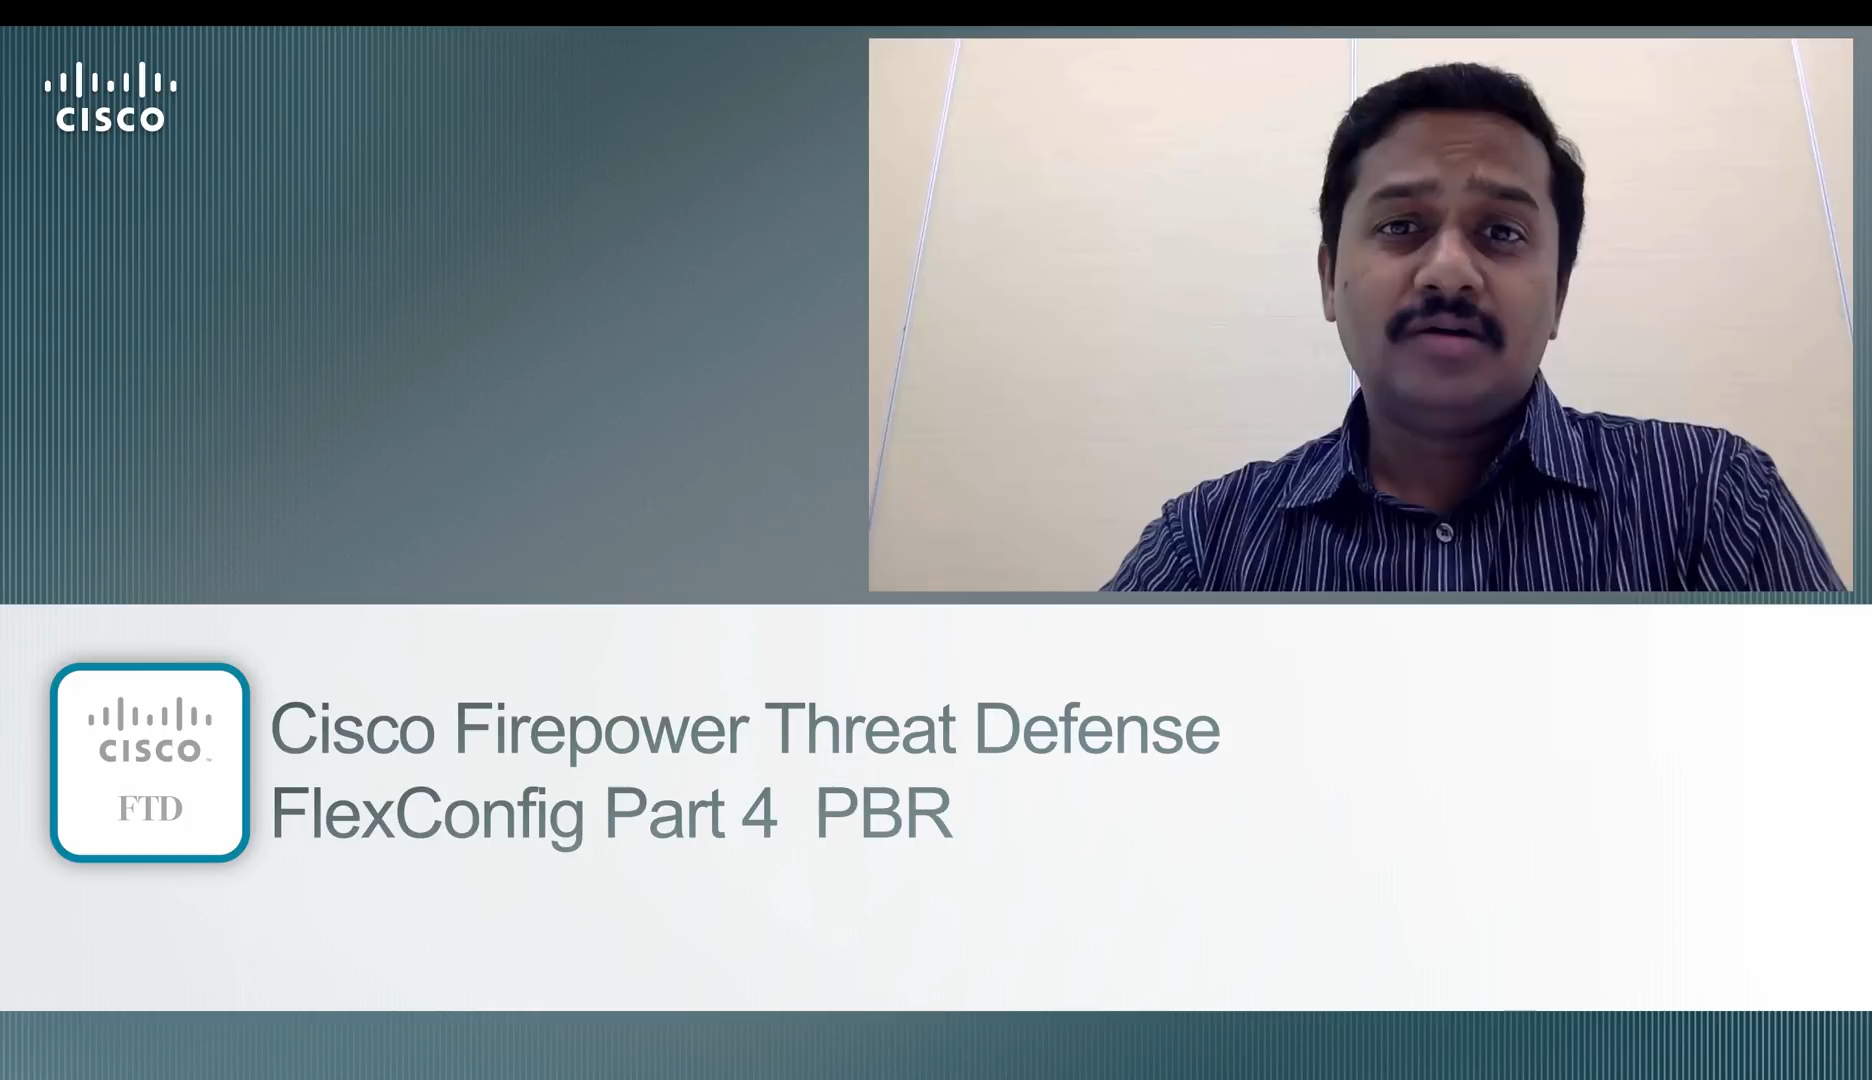 CISCO
CISCO
FTD
Cisco Firepower Threat Defense
FlexConfig Part 4 PBR